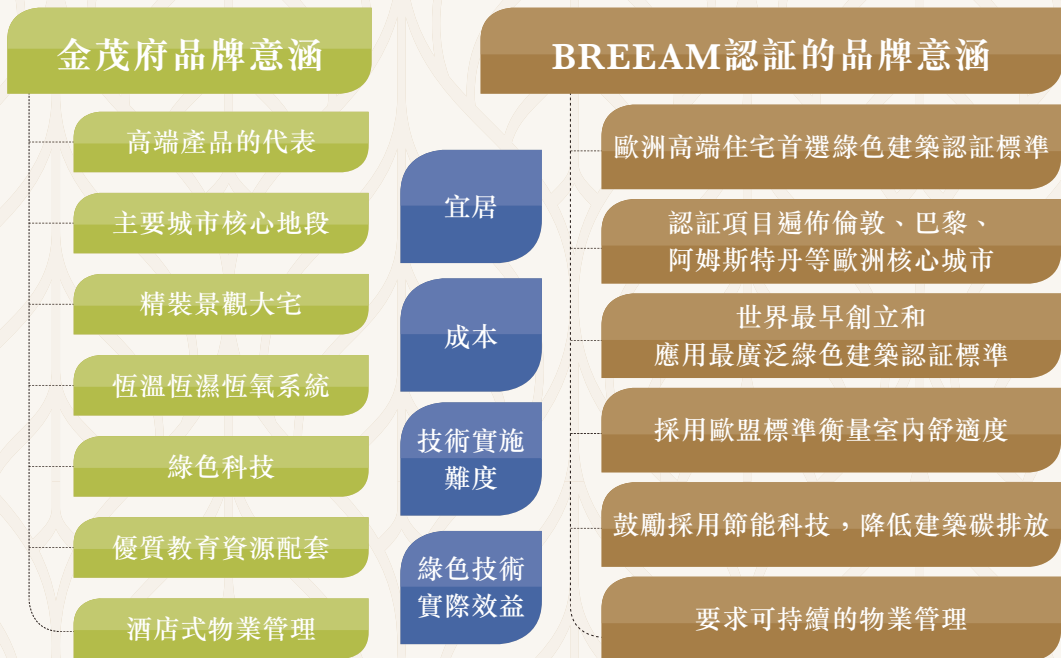 金茂府品牌意涵
高端產品的代表
主要城市核心地段
精裝景觀大宅
恆溫恆濕恆氧系統
綠色科技
優質教育資源配套
酒店式物業管理
宜居
成本
技術實施
難度
綠色技術
實際效益
BREEAM認証的品牌意涵
歐洲高端住宅首選綠色建築認証標準
認証項目遍佈倫敦、巴黎、
阿姆斯特丹等歐洲核心城市
世界最早創立和
應用最廣泛綠色建築認証標準
採用歐盟標準衡量室內舒適度
鼓勵採用節能科技，降低建築碳排放
要求可持續的物業管理